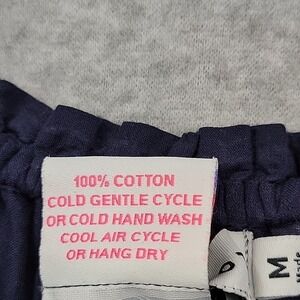 100% COTTON
COLD GENTLE CYCLE
OR COLD HAND WASH
COOL AIR CYCLE
OR HANG DRY
M